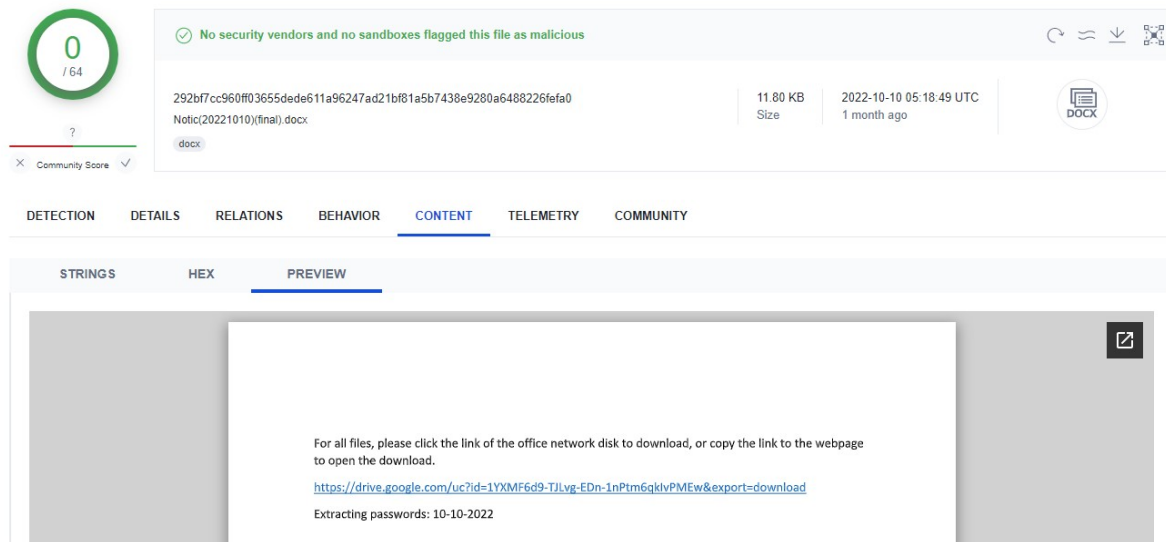 0
/ 64
?
Community Score
No security vendors and no sandboxes flagged this file as malicious
292bf7cc960ff03655dede611a96247ad21bf81a5b7438e9280a6488226fefa0
Notic(20221010)(final).docx
docx
11.80 KB
Size
2022-10-10 05:18:49 UTC
1 month ago
DOCX
DETECTION DETAILS RELATIONS BEHAVIOR CONTENT TELEMETRY COMMUNITY
STRINGS HEX PREVIEW
For all files, please click the link of the office network disk to download, or copy the link to the webpage
to open the download.
https://drive.google.com/uc?id=1YXMF6d9-TJLvg-EDn-1nPtm6qkIvPMEw&export=download
Extracting passwords: 10-10-2022